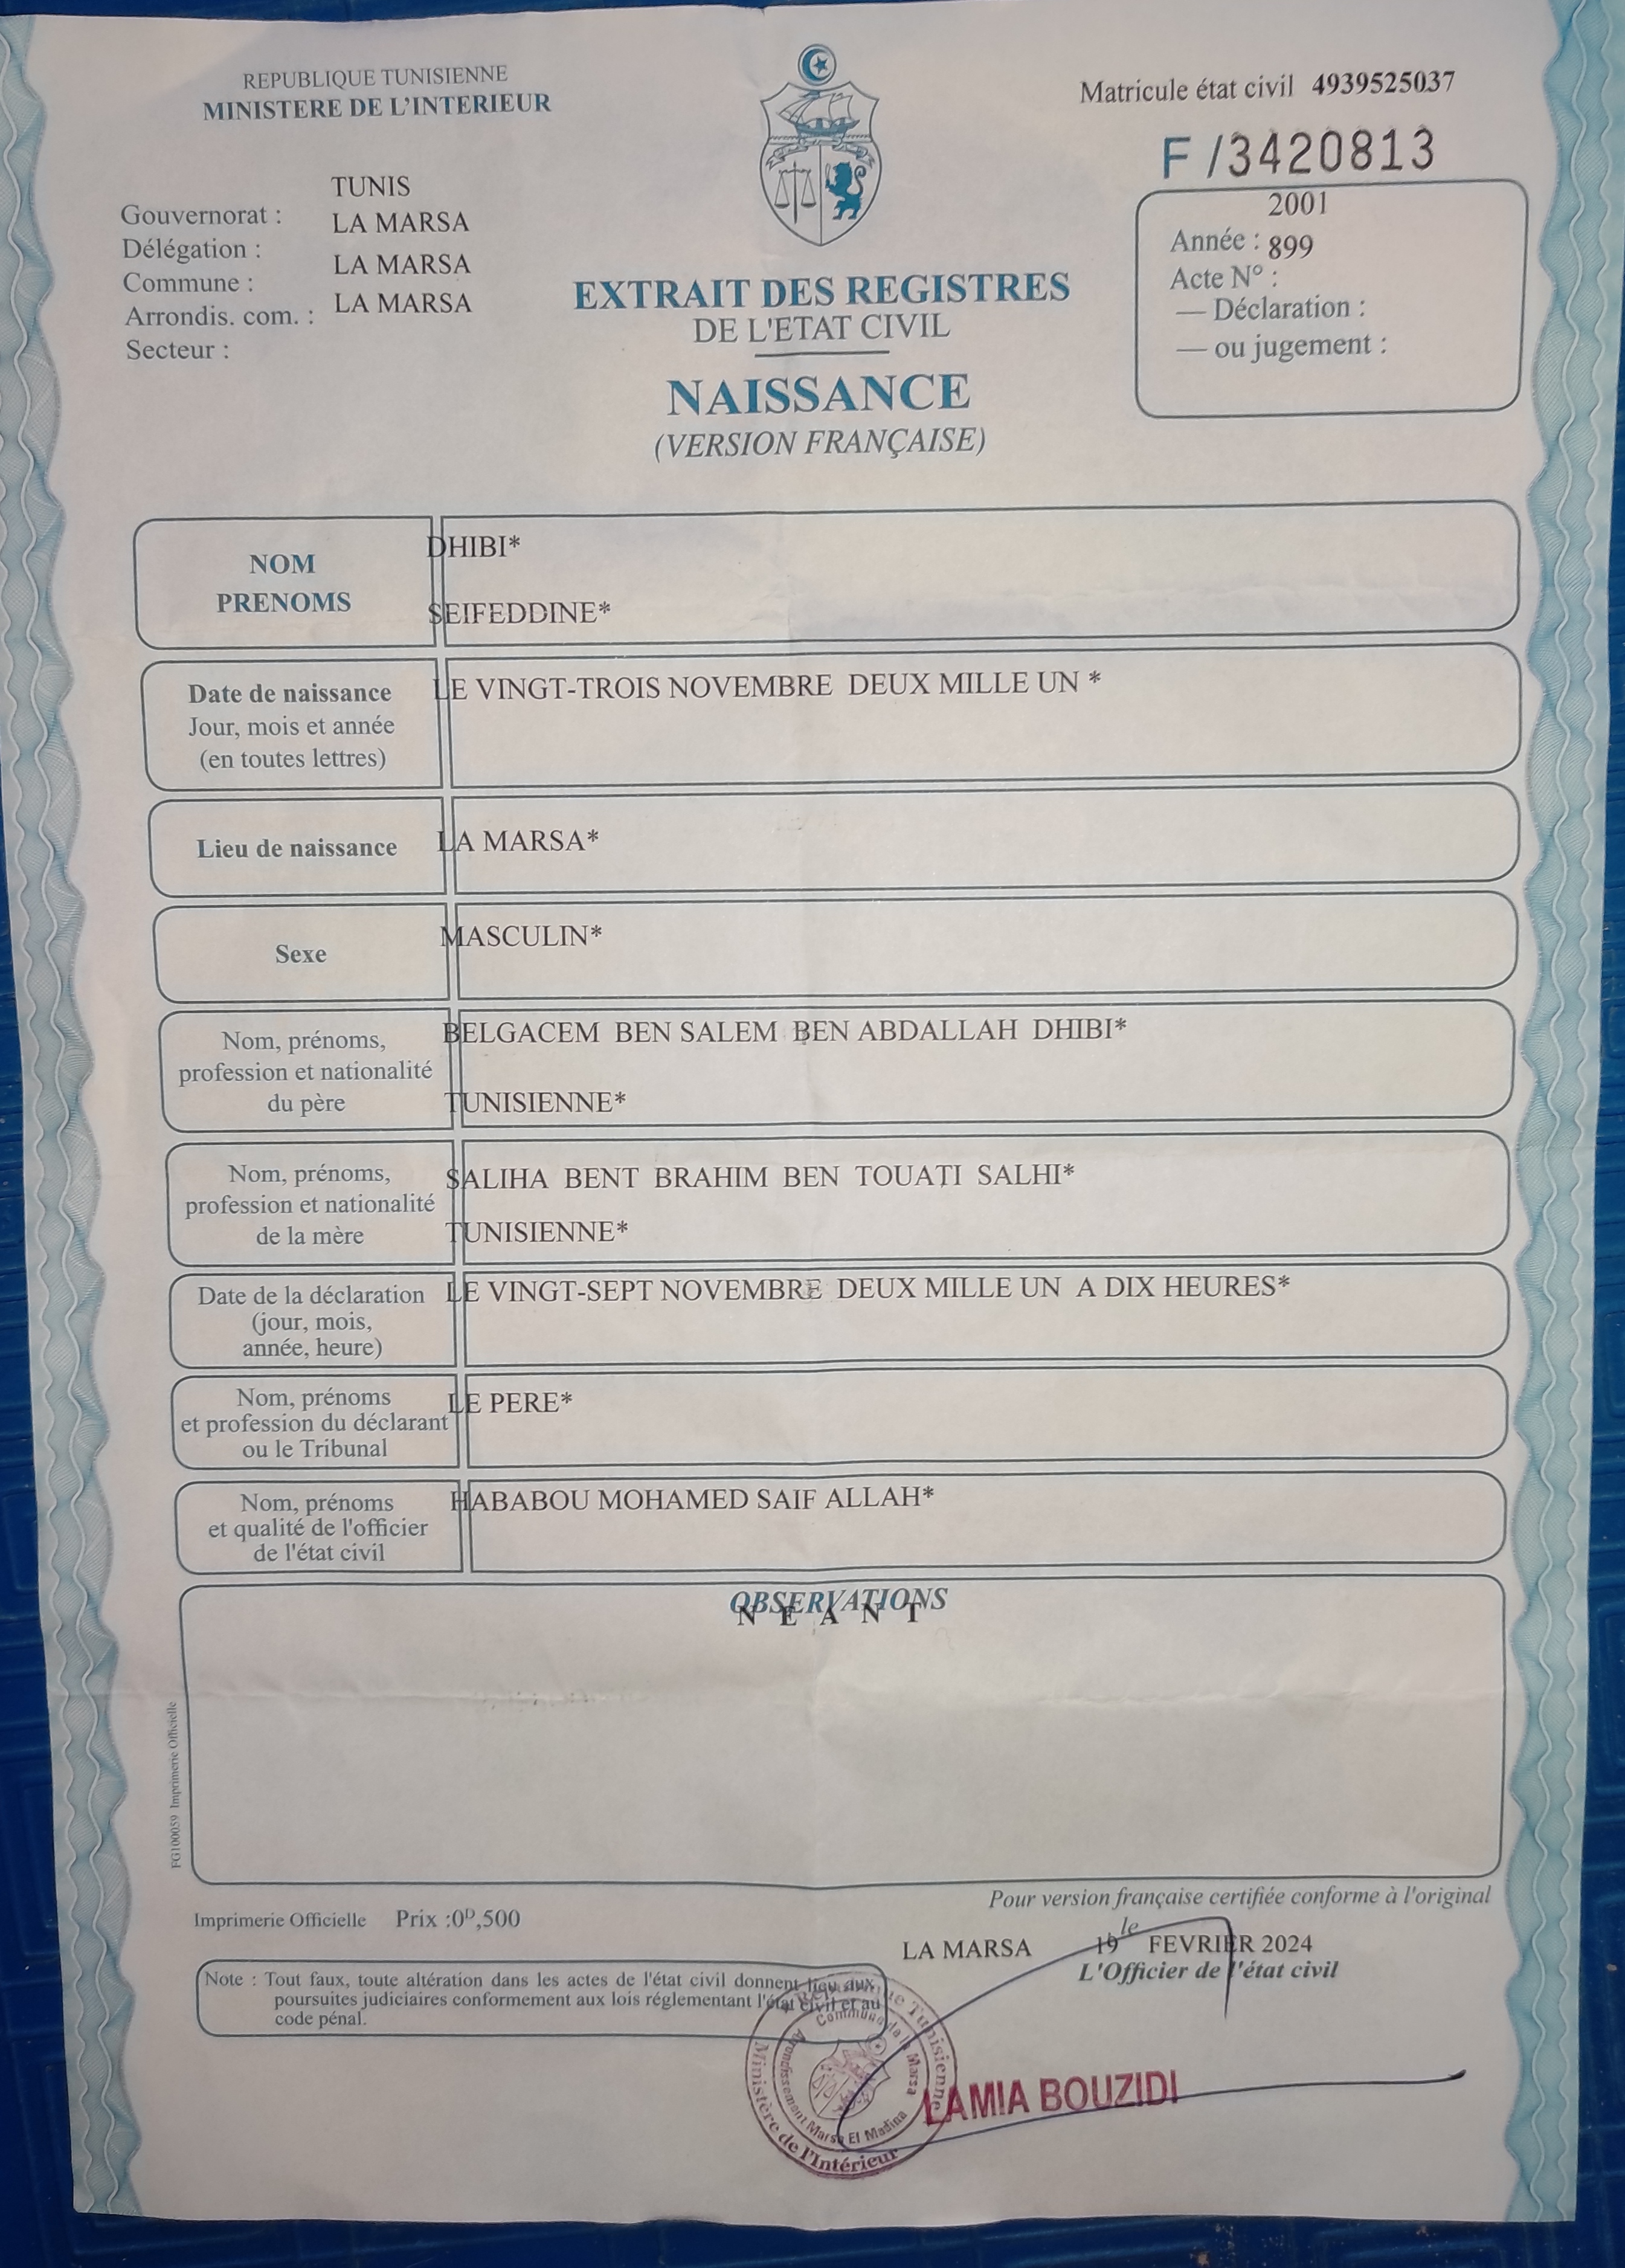 REPUBLIQUE TUNISIENNE
MINISTERE DE L'INTERIEUR
Matricule état civil 4939525037
F /3420813
TUNIS
Gouvernorat :
LA MARSA
Délégation :
LA MARSA
Commune :
LA MARSA
Arrondis. com. :
Secteur :
2001
Année :
899
Acte N° :
— Déclaration :
— ou jugement :
EXTRAIT DES REGISTRES
DE L'ETAT CIVIL
NAISSANCE
(VERSION FRANÇAISE)
NOM
PRENOMS
DHIBI*
SEIFEDDINE*
Date de naissance
Jour, mois et année
(en toutes lettres)
LE VINGT-TROIS NOVEMBRE DEUX MILLE UN *
Lieu de naissance
LA MARSA*
Sexe
MASCULIN*
Nom, prénoms,
profession et nationalité
du père
BELGACEM BEN SALEM BEN ABDALLAH DHIBI*
TUNISIENNE*
Nom, prénoms,
profession et nationalité
de la mère
SALIHA BENT BRAHIM BEN TOUATI SALHI*
TUNISIENNE*
Date de la déclaration
(jour, mois,
année, heure)
LE VINGT-SEPT NOVEMBRE DEUX MILLE UN A DIX HEURES*
Nom, prénoms
et profession du déclarant
ou le Tribunal
LE PERE*
Nom, prénoms
et qualité de l'officier
de l'état civil
HABABOU MOHAMED SAIF ALLAH*
OBSERVATIONS
N E A N T
FG100059 Imprimerie Officielle
Pour version française certifiée conforme à l'original
Imprimerie Officielle Prix :0ᴰ,500
le
LA MARSA 19 FEVRIER 2024
L'Officier de l'état civil
Note : Tout faux, toute altération dans les actes de l'état civil donnent lieu aux
poursuites judiciaires conformement aux lois réglementant l'état civil et au
code pénal.
République Tunisienne
Ministère de l'Intérieur
Commune de la Marsa
Arrondissement Marsa El Madina
LAMIA BOUZIDI